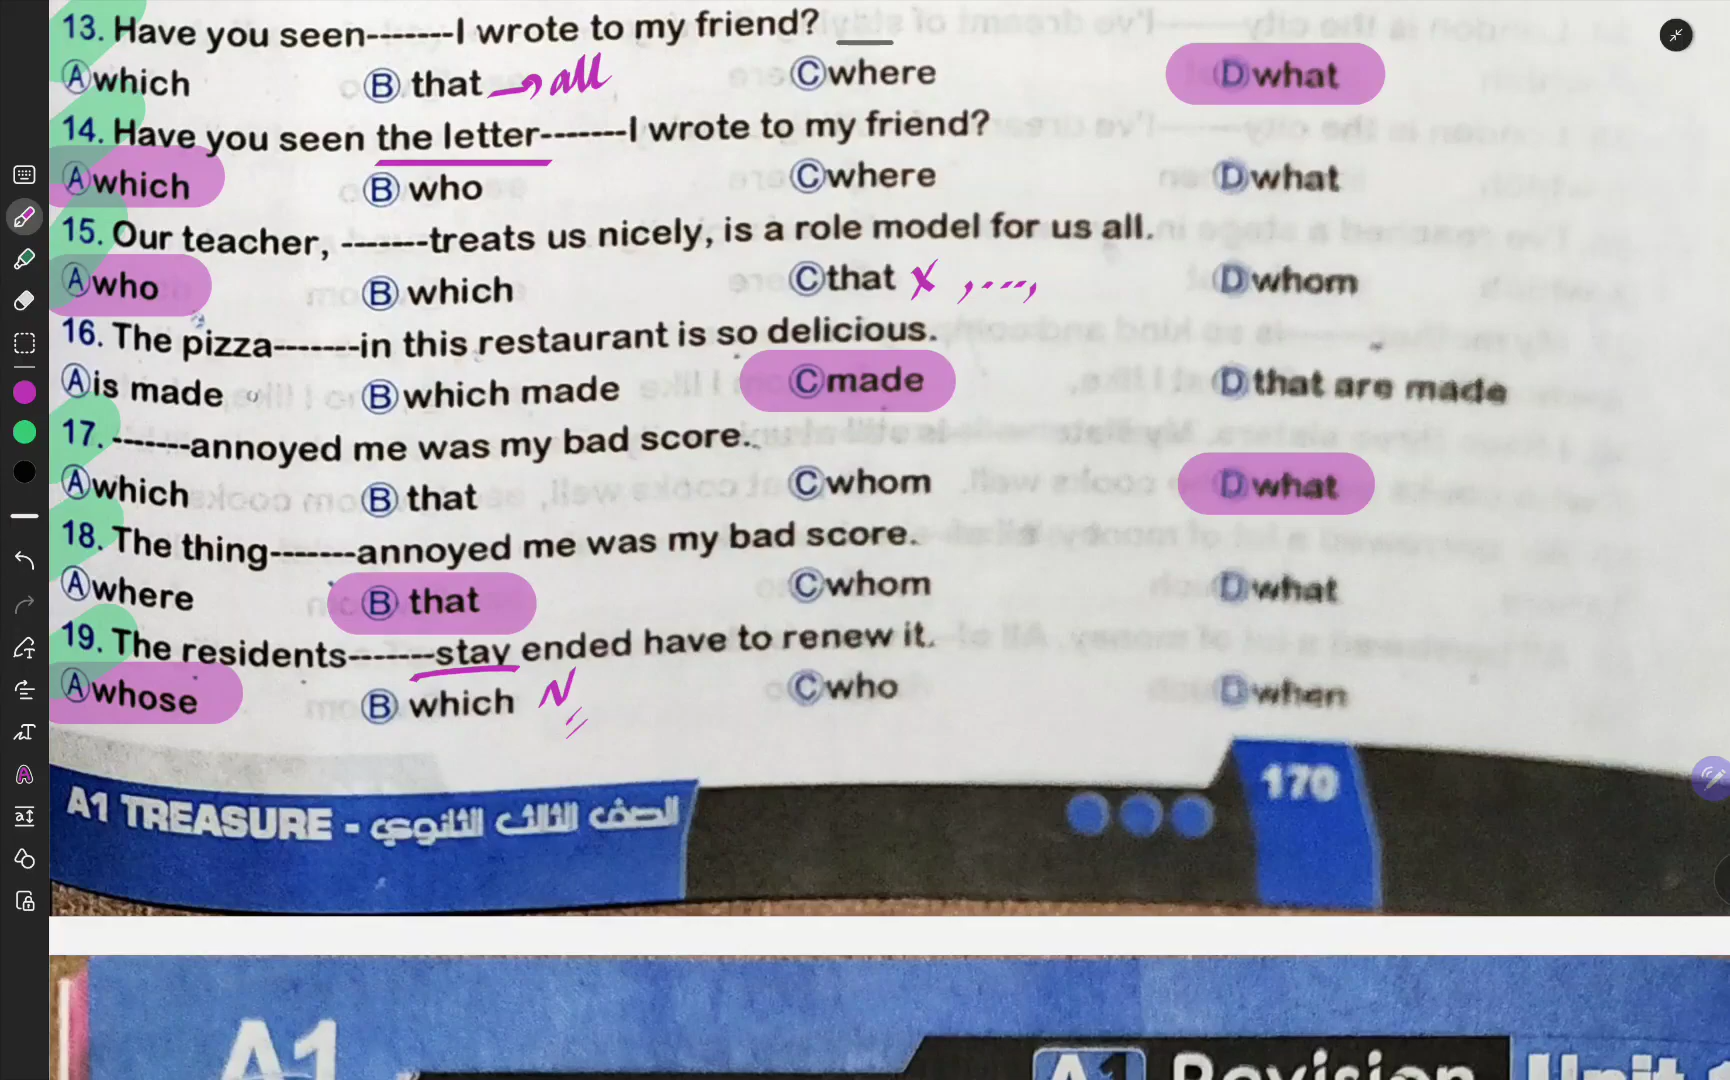 13. Have you seen-------I wrote to my friend?
A which B that → all C where D what
14. Have you seen the letter-------I wrote to my friend?
A which B who C where D what
15. Our teacher, -------treats us nicely, is a role model for us all.
A who B which C that X , --- ,
16. The pizza-------in this restaurant is so delicious.
A is made B which made C made D that are made
17. -------annoyed me was my bad score.
A which B that C whom D what
18. The thing-------annoyed me was my bad score.
A where B that C whom D what
19. The residents-------stay ended have to renew it.
A whose B which N C who D when
A1 TREASURE - الصف الثالث الثانوي
170
A1
A1 Revision Unit